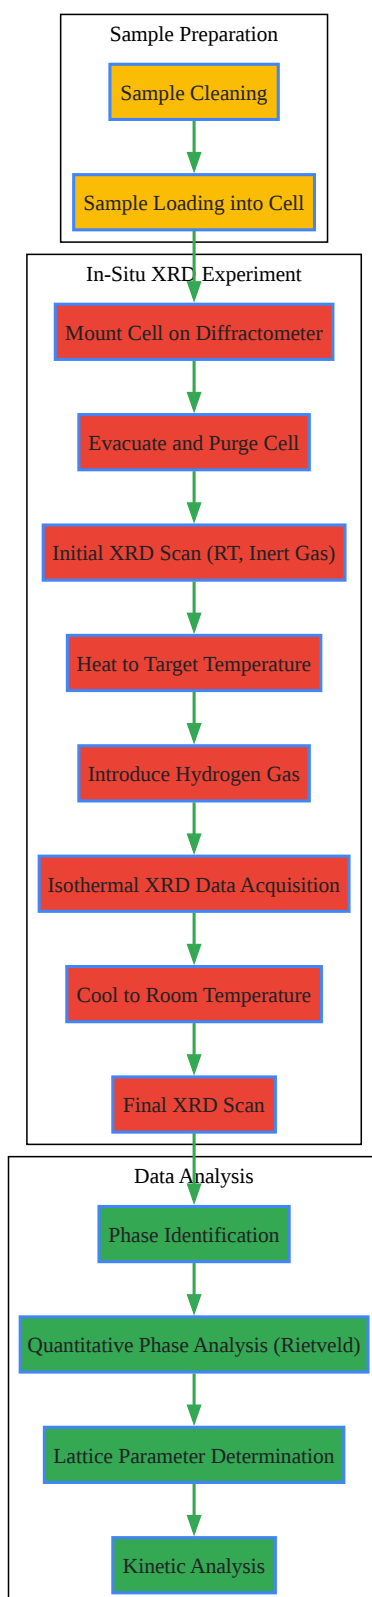 Sample Preparation
Sample Cleaning
Sample Loading into Cell
In-Situ XRD Experiment
Mount Cell on Diffractometer
Evacuate and Purge Cell
Initial XRD Scan (RT, Inert Gas)
Heat to Target Temperature
Introduce Hydrogen Gas
Isothermal XRD Data Acquisition
Cool to Room Temperature
Final XRD Scan
Data Analysis
Phase Identification
Quantitative Phase Analysis (Rietveld)
Lattice Parameter Determination
Kinetic Analysis